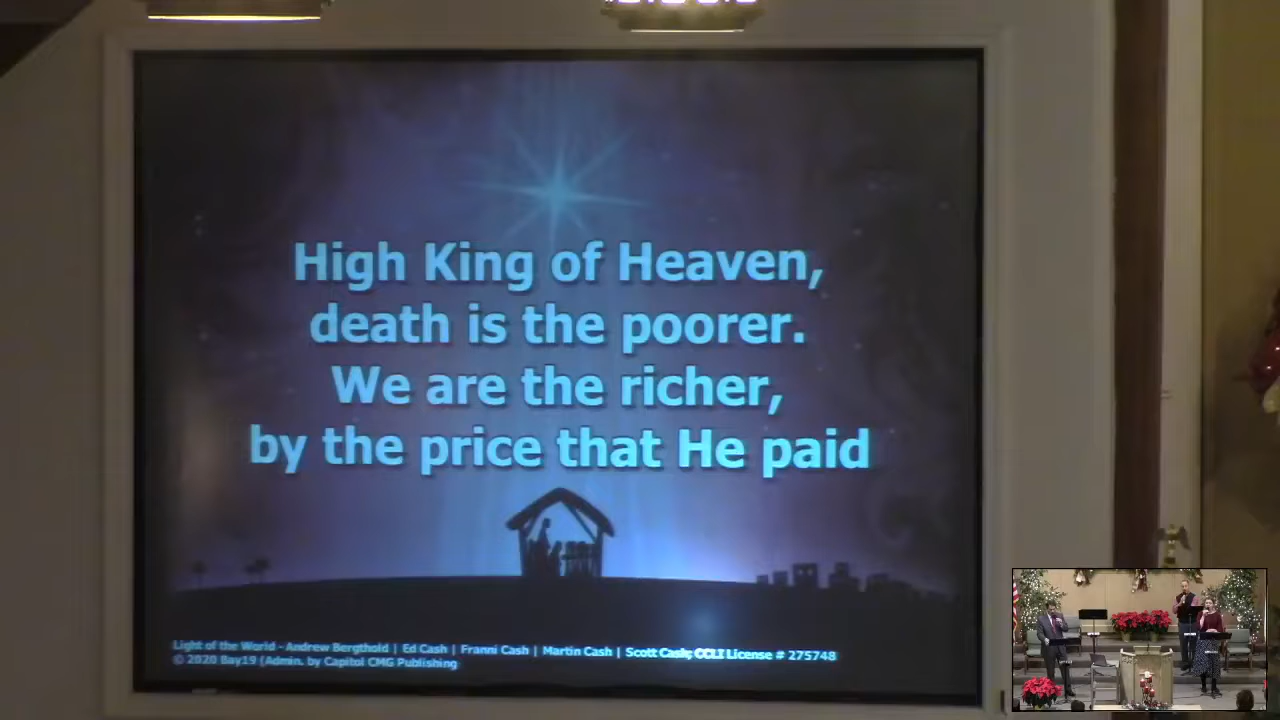 High King of Heaven,
death is the poorer.
We are the richer,
by the price that He paid
Light of the World - Andrew Bergthold | Ed Cash | Franni Cash | Martin Cash | Scott Cash; CCLI License # 275748
© 2020 Bay19 (Admin. by Capitol CMG Publishing